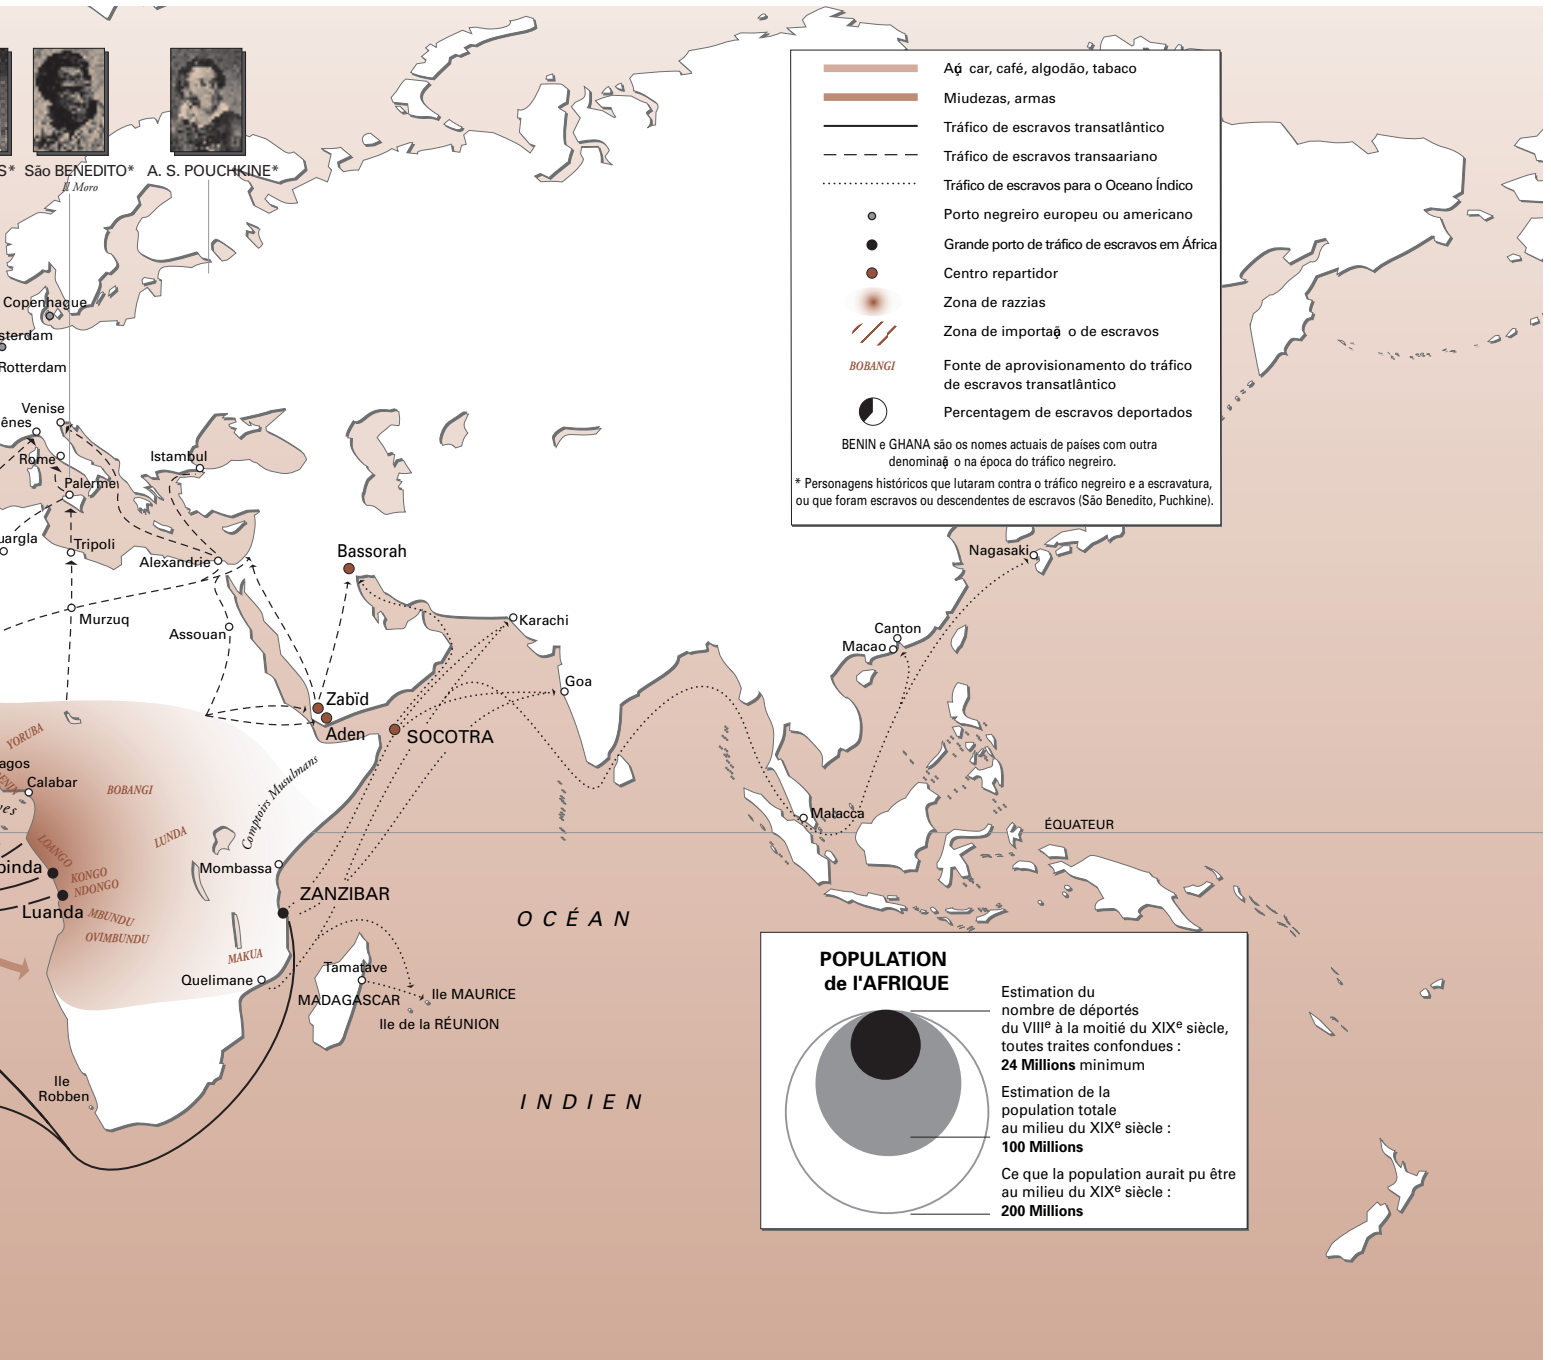 S*
São BENEDITO*
Il Moro
A. S. POUCHKINE*
Copenhague
sterdam
Rotterdam
Venise
ênes
Rome
Istambul
Palerme
uargla
Tripoli
Alexandrie
Bassorah
Murzuq
Assouan
Karachi
Goa
Zabïd
Aden
SOCOTRA
Nagasaki
Canton
Macao
Malacca
ÉQUATEUR
YORUBA
agos
Calabar
BOBANGI
Comptoirs Musulmans
LUNDA
LOANGO
binda
KONGO
NDONGO
Luanda
MBUNDU
OVIMBUNDU
Mombassa
ZANZIBAR
MAKUA
Quelimane
Tamatave
MADAGASCAR
Ile MAURICE
Ile de la RÉUNION
Ile
Robben
OCÉAN
INDIEN
Açú car, café, algodão, tabaco
Miudezas, armas
Tráfico de escravos transatlântico
Tráfico de escravos transaariano
Tráfico de escravos para o Oceano Índico
Porto negreiro europeu ou americano
Grande porto de tráfico de escravos em África
Centro repartidor
Zona de razzias
Zona de importaçã o de escravos
BOBANGI
Fonte de aprovisionamento do tráfico
de escravos transatlântico
Percentagem de escravos deportados
BENIN e GHANA são os nomes actuais de países com outra
denominaçã o na época do tráfico negreiro.
* Personagens históricos que lutaram contra o tráfico negreiro e a escravatura,
ou que foram escravos ou descendentes de escravos (São Benedito, Puchkine).
POPULATION
de l'AFRIQUE
Estimation du
nombre de déportés
du VIIIe à la moitié du XIXe siècle,
toutes traites confondues :
24 Millions minimum
Estimation de la
population totale
au milieu du XIXe siècle :
100 Millions
Ce que la population aurait pu être
au milieu du XIXe siècle :
200 Millions